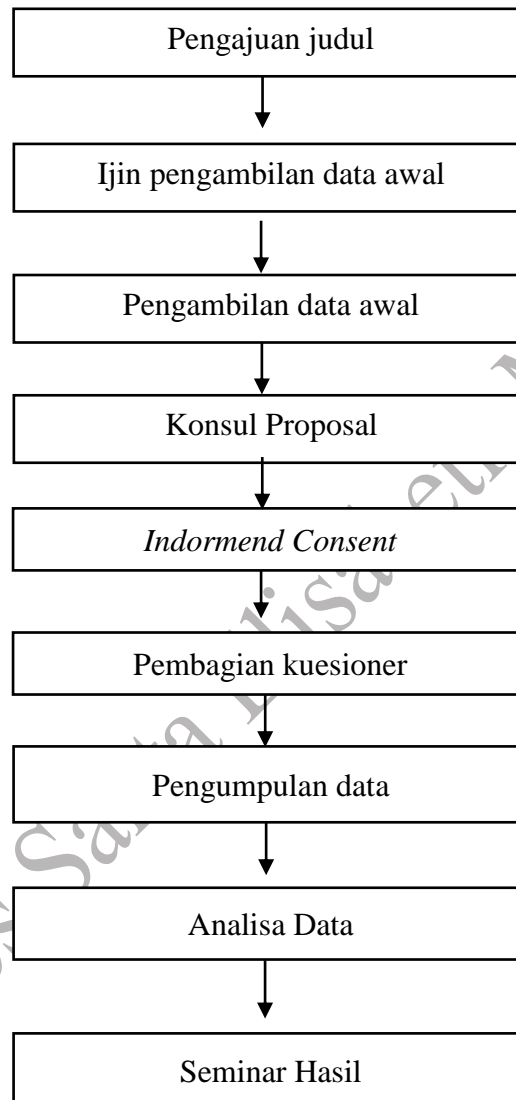 Pengajuan judul
Ijin pengambilan data awal
Pengambilan data awal
Konsul Proposal
Indormend Consent
Pembagian kuesioner
Pengumpulan data
Analisa Data
Seminar Hasil